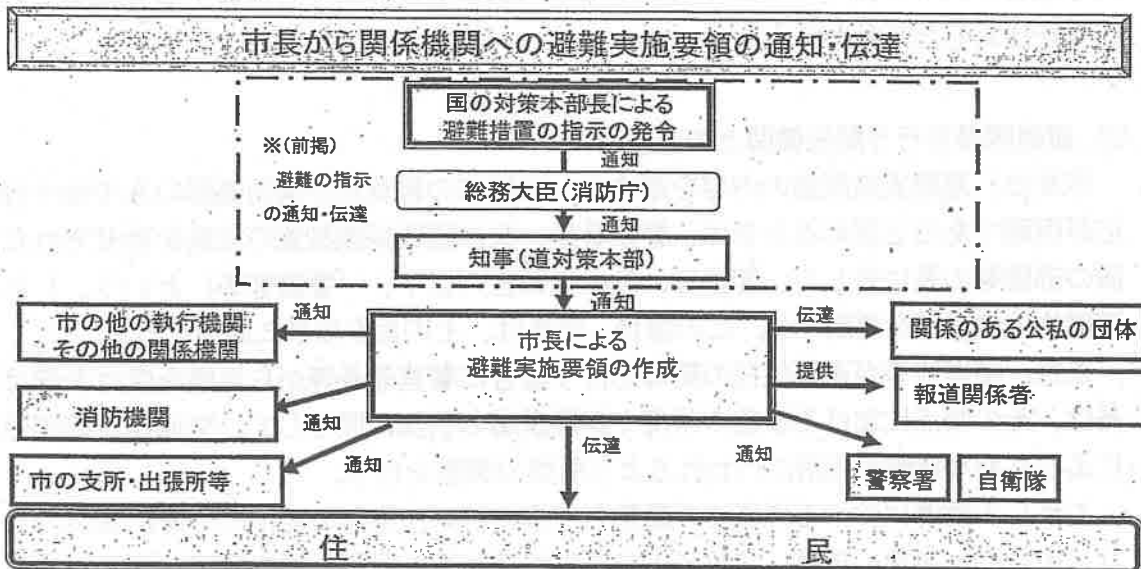 市長から関係機関への避難実施要領の通知・伝達
国の対策本部長による
避難措置の指示の発令
※(前掲)
避難の指示
の通知・伝達
通知
総務大臣(消防庁)
通知
知事(道対策本部)
通知
市の他の執行機関
その他の関係機関
通知
市長による
避難実施要領の作成
伝達
関係のある公私の団体
提供
報道関係者
消防機関
通知
市の支所・出張所等
通知
伝達
通知
警察署
自衛隊
住民